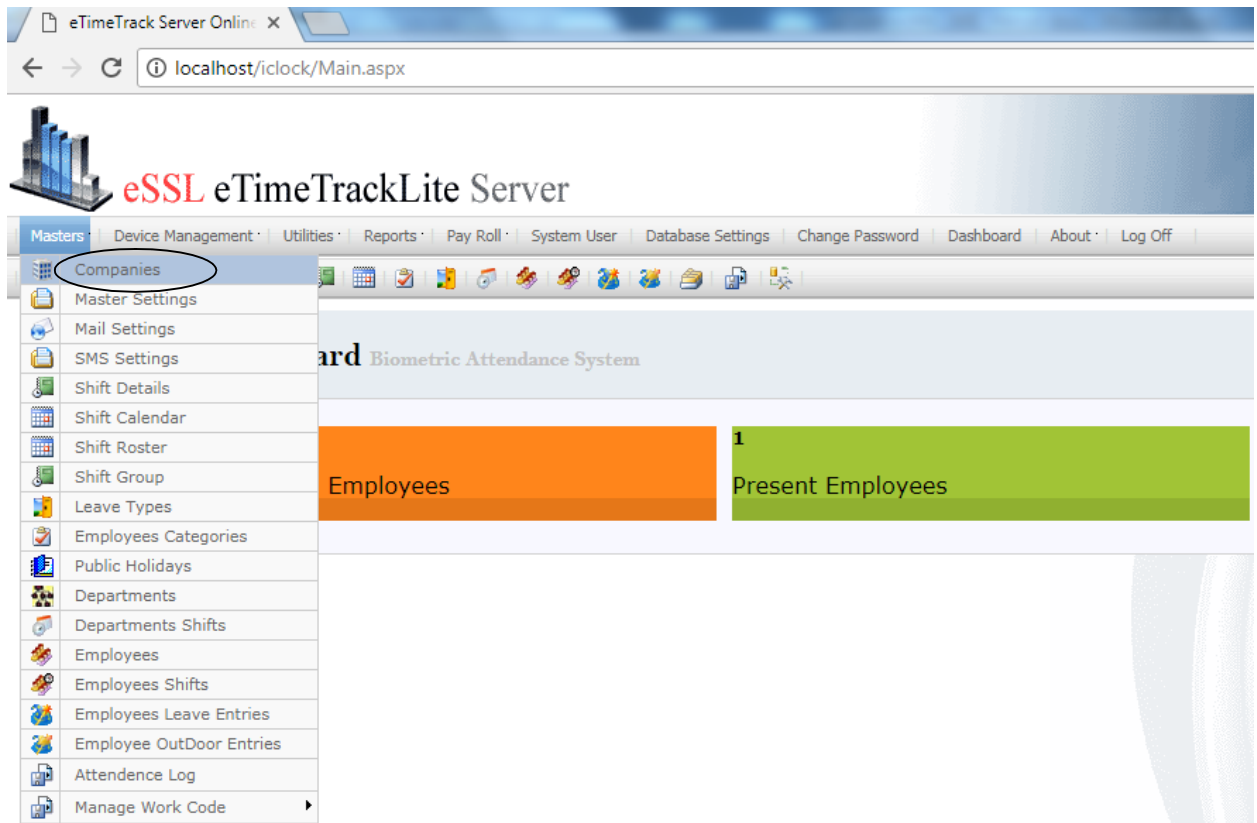 eTimeTrack Server Online
localhost/iclock/Main.aspx
eSSL eTimeTrackLite Server
Masters Device Management Utilities Reports Pay Roll System User Database Settings Change Password Dashboard About Log Off
Companies
Master Settings
Mail Settings
SMS Settings
ard Biometric Attendance System
Shift Details
Shift Calendar
Shift Roster
1
Shift Group
Employees
Present Employees
Leave Types
Employees Categories
Public Holidays
Departments
Departments Shifts
Employees
Employees Shifts
Employees Leave Entries
Employee OutDoor Entries
Attendence Log
Manage Work Code